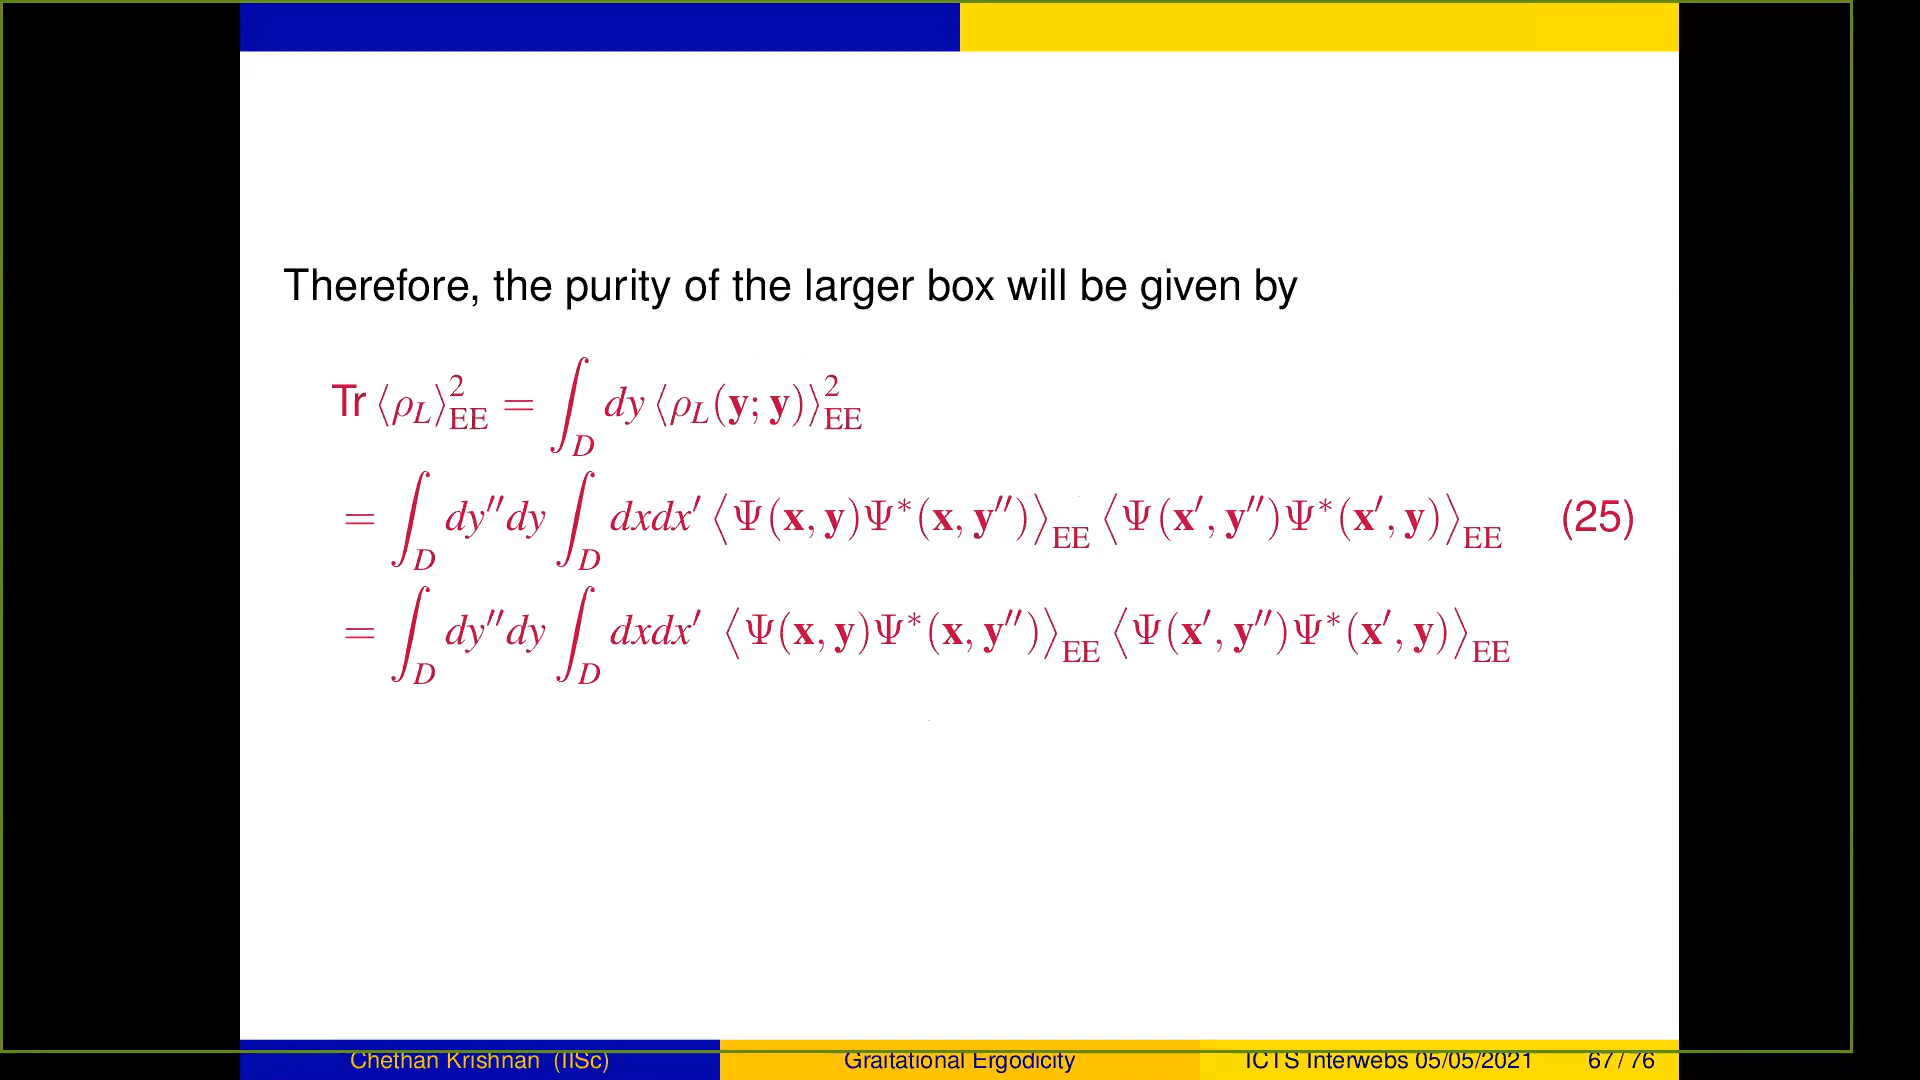 Therefore, the purity of the larger box will be given by
Tr ⟨ρ_L⟩²_EE = ∫_D dy ⟨ρ_L(𝐲; 𝐲)⟩²_EE
= ∫_D dy″dy ∫_D dxdx′ ⟨Ψ(𝐱, 𝐲)Ψ*(𝐱, 𝐲″)⟩_EE ⟨Ψ(𝐱′, 𝐲″)Ψ*(𝐱′, 𝐲)⟩_EE (25)
= ∫_D dy″dy ∫_D dxdx′ ⟨Ψ(𝐱, 𝐲)Ψ*(𝐱, 𝐲″)⟩_EE ⟨Ψ(𝐱′, 𝐲″)Ψ*(𝐱′, 𝐲)⟩_EE
Chethan Krishnan (IISc) Graitational Ergodicity ICTS Interwebs 05/05/2021 67 / 76